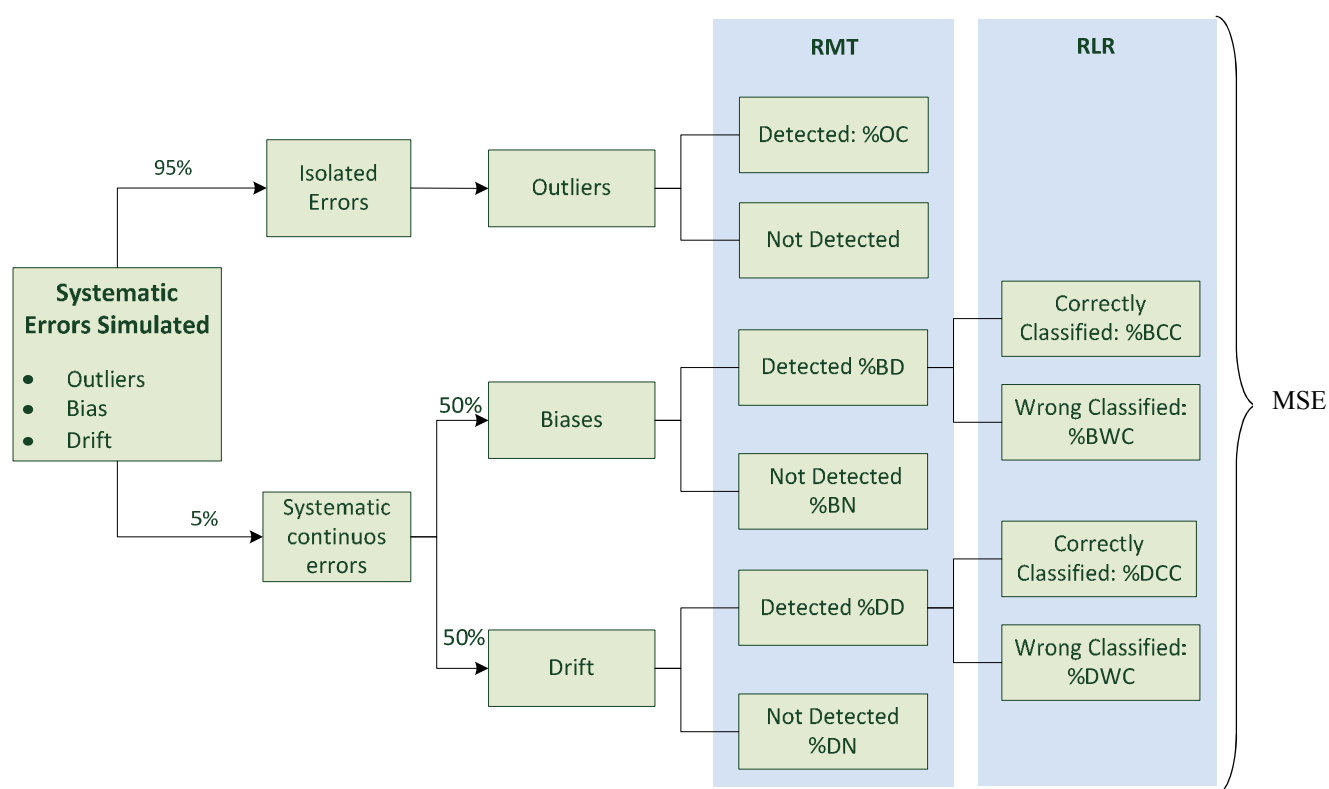 RMT
RLR
Detected: %OC
95%
Isolated
Errors
Outliers
Not Detected
Systematic
Errors Simulated
• Outliers
• Bias
• Drift
Correctly
Classified: %BCC
Detected %BD
50%
Biases
Wrong Classified:
%BWC
MSE
Not Detected
%BN
5%
Systematic
continuos
errors
Correctly
Classified: %DCC
Detected %DD
50%
Drift
Wrong Classified:
%DWC
Not Detected
%DN